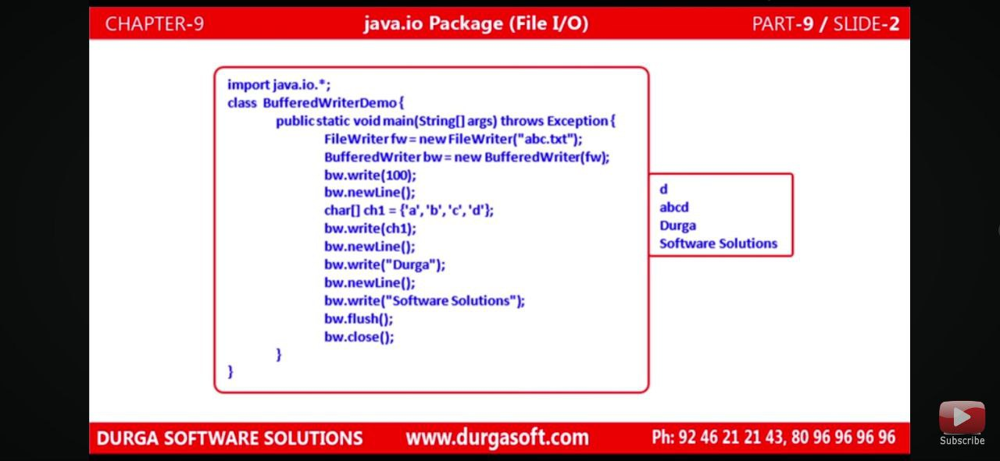 CHAPTER-9 java.io Package (File I/O) PART-9 / SLIDE-2
import java.io.*;
class BufferedWriterDemo{
public static void main(String[] args) throws Exception{
FileWriter fw = new FileWriter("abc.txt");
BufferedWriter bw = new BufferedWriter(fw);
bw.write(100);
bw.newLine();
char[] ch1 = {'a', 'b', 'c', 'd'};
bw.write(ch1);
bw.newLine();
bw.write("Durga");
bw.newLine();
bw.write("Software Solutions");
bw.flush();
bw.close();
}
}
d
abcd
Durga
Software Solutions
DURGA SOFTWARE SOLUTIONS www.durgasoft.com Ph: 92 46 21 21 43, 80 96 96 96 96
Subscribe